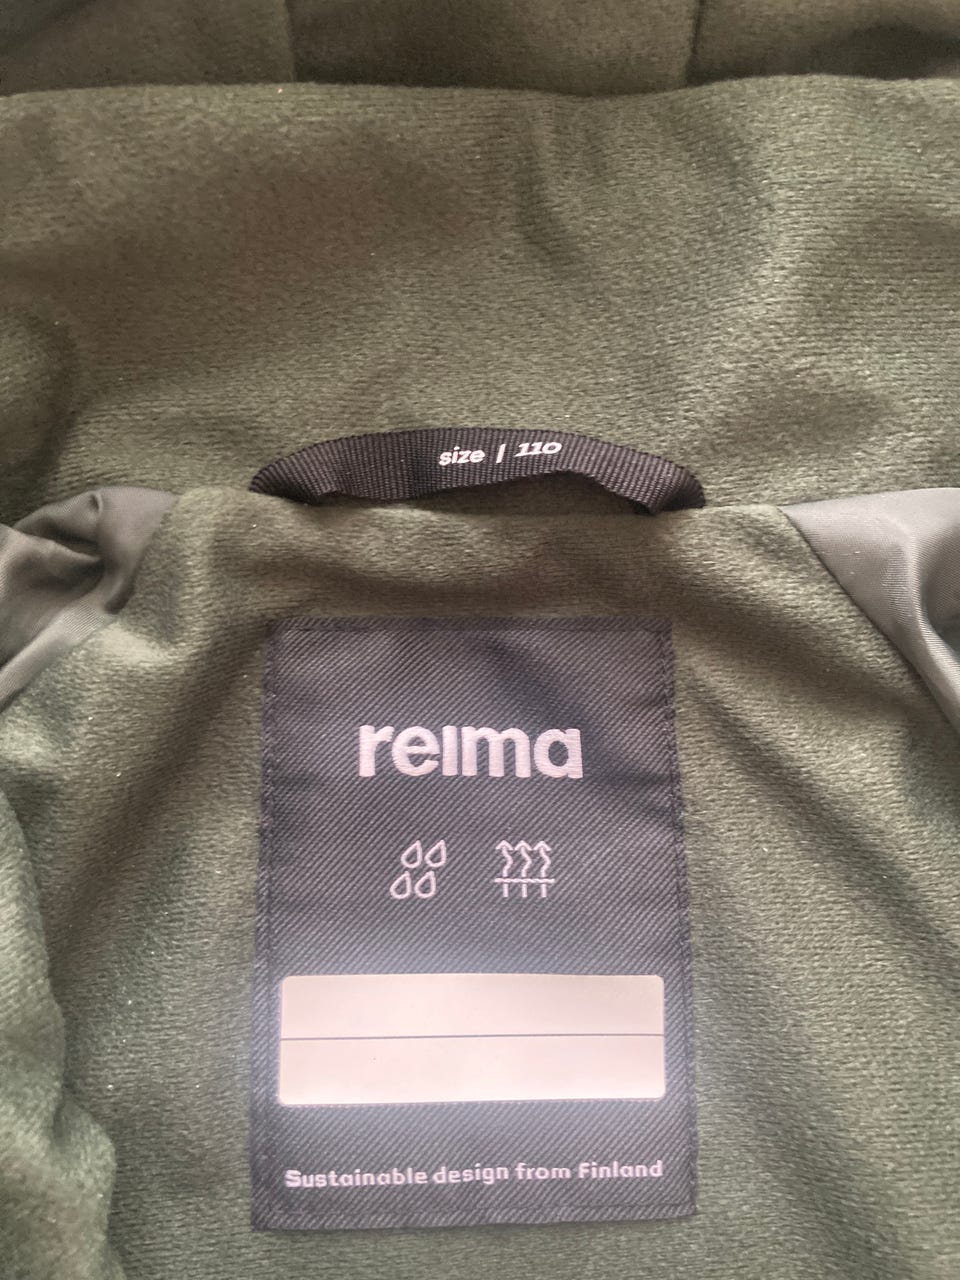 size / 110
reima
Sustainable design from Finland